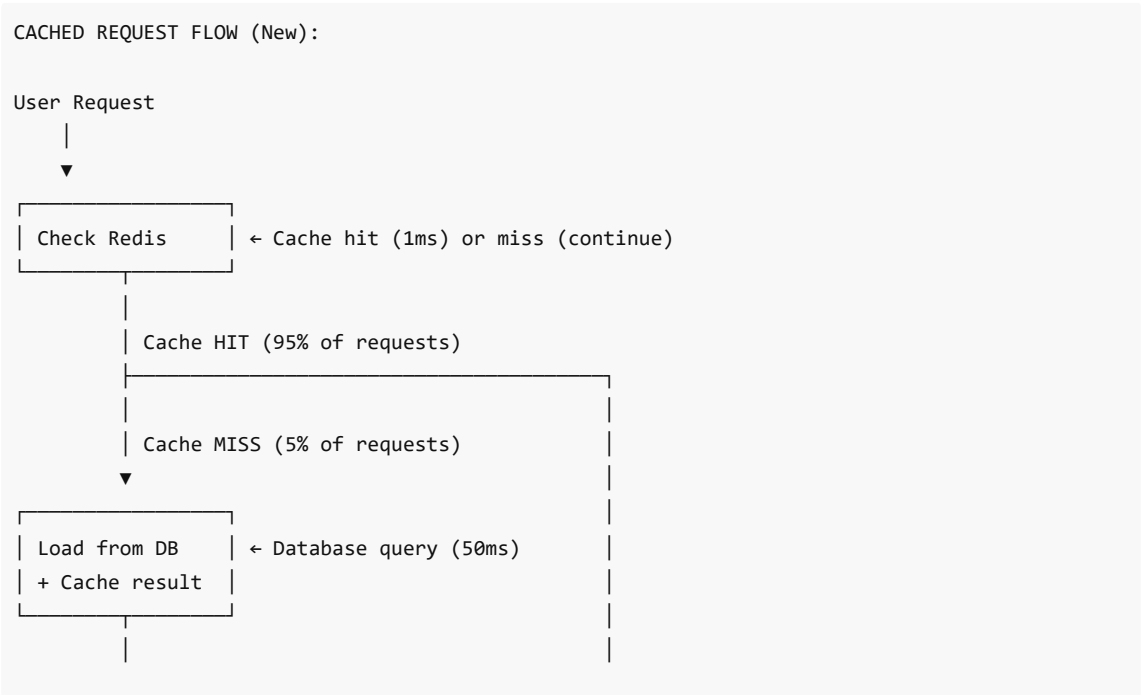 CACHED REQUEST FLOW (New):
User Request
Check Redis ← Cache hit (1ms) or miss (continue)
Cache HIT (95% of requests)
Cache MISS (5% of requests)
Load from DB ← Database query (50ms)
+ Cache result